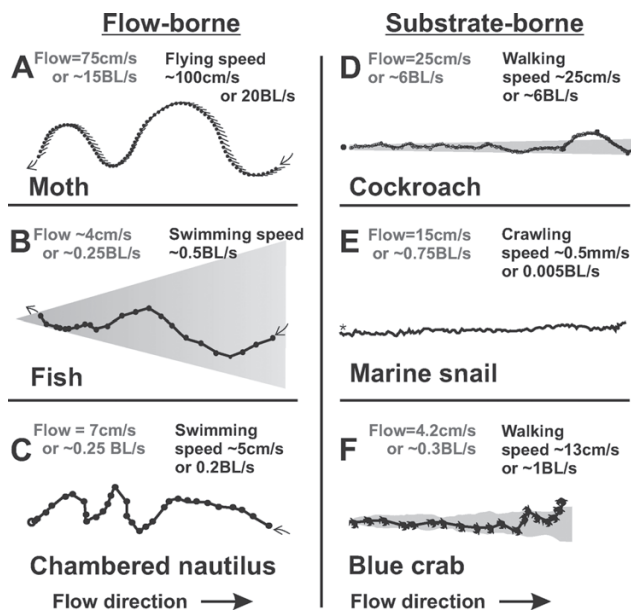 Flow-borne
A
Flow=75cm/s
or ~15BL/s
Flying speed
~100cm/s
or 20BL/s
Moth
B
Flow ~4cm/s
or ~0.25BL/s
Swimming speed
~0.5BL/s
Fish
C
Flow = 7cm/s
or ~0.25 BL/s
Swimming
speed ~5cm/s
or 0.2BL/s
Chambered nautilus
Flow direction
Substrate-borne
D
Flow=25cm/s
or ~6BL/s
Walking
speed ~25cm/s
or ~6BL/s
Cockroach
E
Flow=15cm/s
or ~0.75BL/s
Crawling
speed ~0.5mm/s
or 0.005BL/s
*
Marine snail
F
Flow=4.2cm/s
or ~0.3BL/s
Walking
speed ~13cm/s
or ~1BL/s
Blue crab
Flow direction